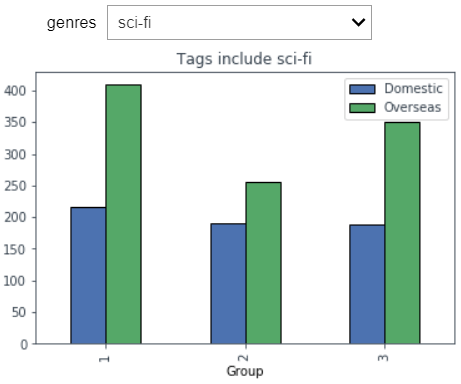 genres sci-fi
Tags include sci-fi
Domestic
Overseas
400
350
300
250
200
150
100
50
0
1 2 3
Group